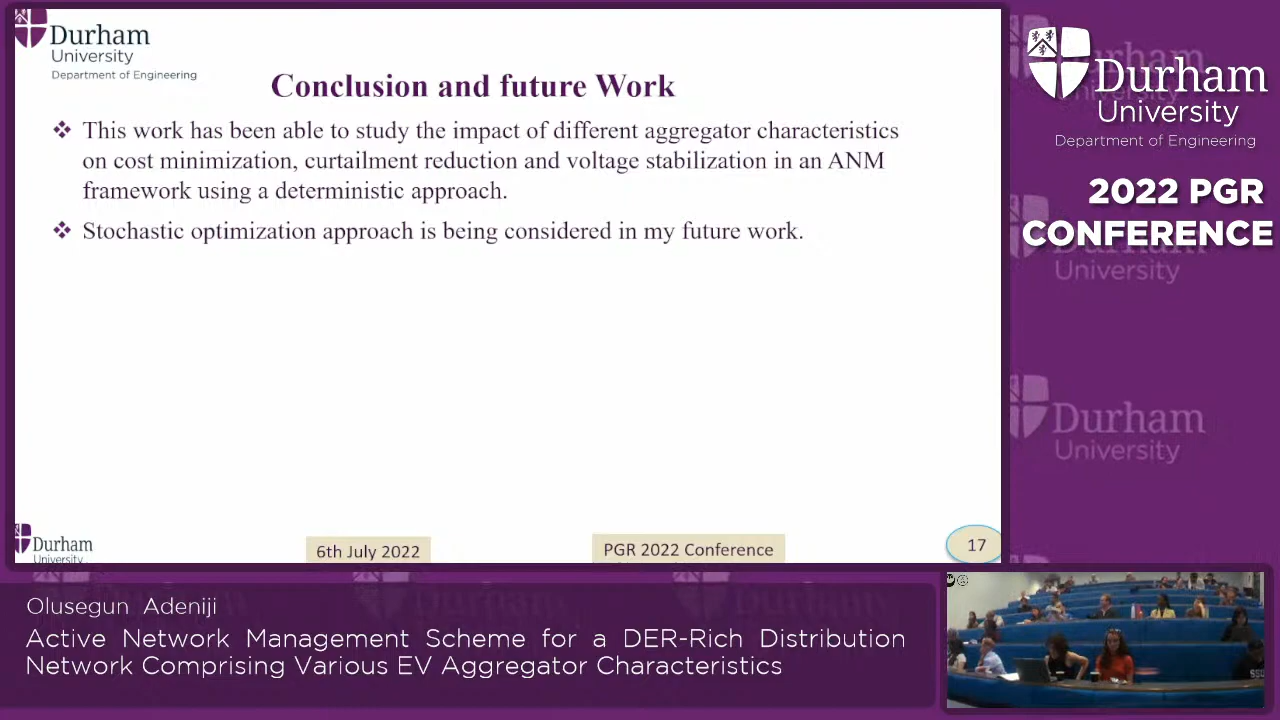 Durham
University
Department of Engineering
Conclusion and future Work
This work has been able to study the impact of different aggregator characteristics
on cost minimization, curtailment reduction and voltage stabilization in an ANM
framework using a deterministic approach.
Stochastic optimization approach is being considered in my future work.
Durham
University
6th July 2022
PGR 2022 Conference
17
Durham
University
Department of Engineering
2022 PGR
CONFERENCE
Durham
University
Olusegun Adeniji
Active Network Management Scheme for a DER-Rich Distribution
Network Comprising Various EV Aggregator Characteristics